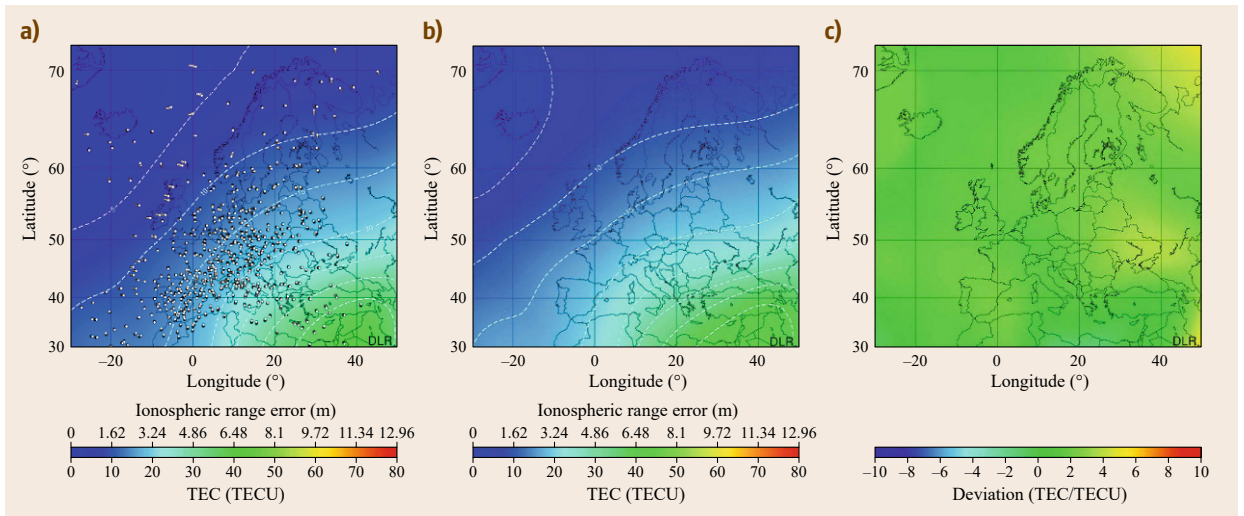 a)
Latitude (°)
70
60
50
40
30
10
DLR
–20 0 20 40
Longitude (°)
Ionospheric range error (m)
0 1.62 3.24 4.86 6.48 8.1 9.72 11.34 12.96
0 10 20 30 40 50 60 70 80
TEC (TECU)
b)
Latitude (°)
70
60
50
40
30
DLR
–20 0 20 40
Longitude (°)
Ionospheric range error (m)
0 1.62 3.24 4.86 6.48 8.1 9.72 11.34 12.96
0 10 20 30 40 50 60 70 80
TEC (TECU)
c)
Latitude (°)
70
60
50
40
30
DLR
–20 0 20 40
Longitude (°)
–10 –8 –6 –4 –2 0 2 4 6 8 10
Deviation (TEC/TECU)